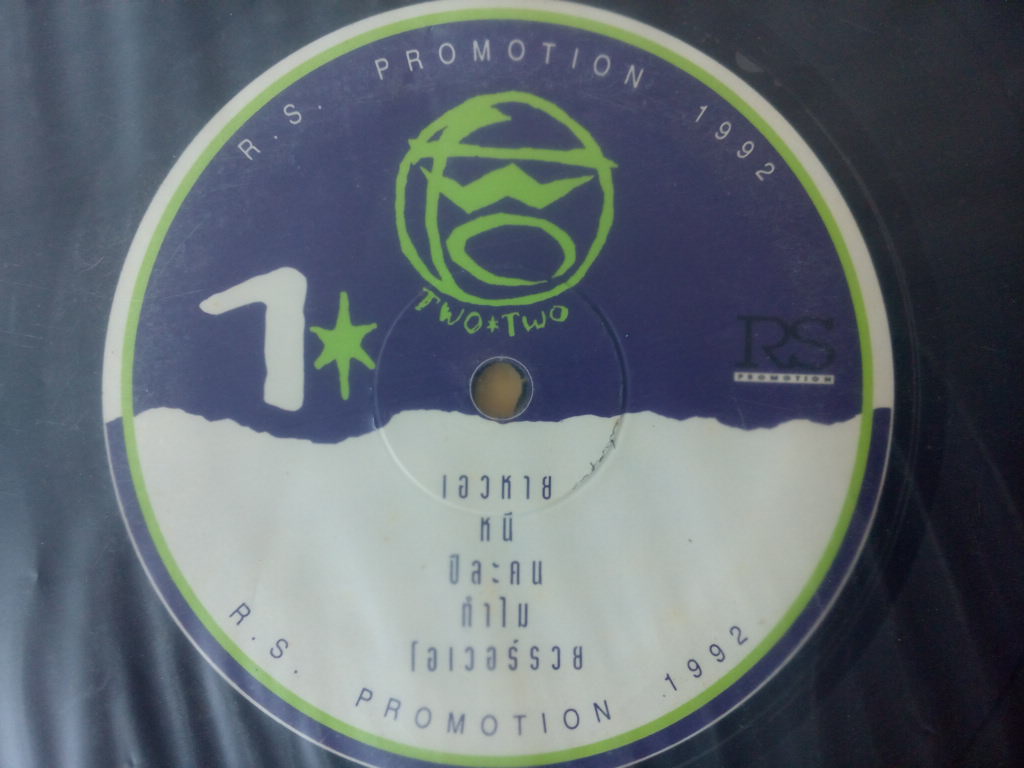 R.S. PROMOTION 1992
TWO*TWO
1*
RS
PROMOTION
เอวหาย
หนี
ปีละคน
ทำไม
โอเวอร์รวย
R.S. PROMOTION 1992